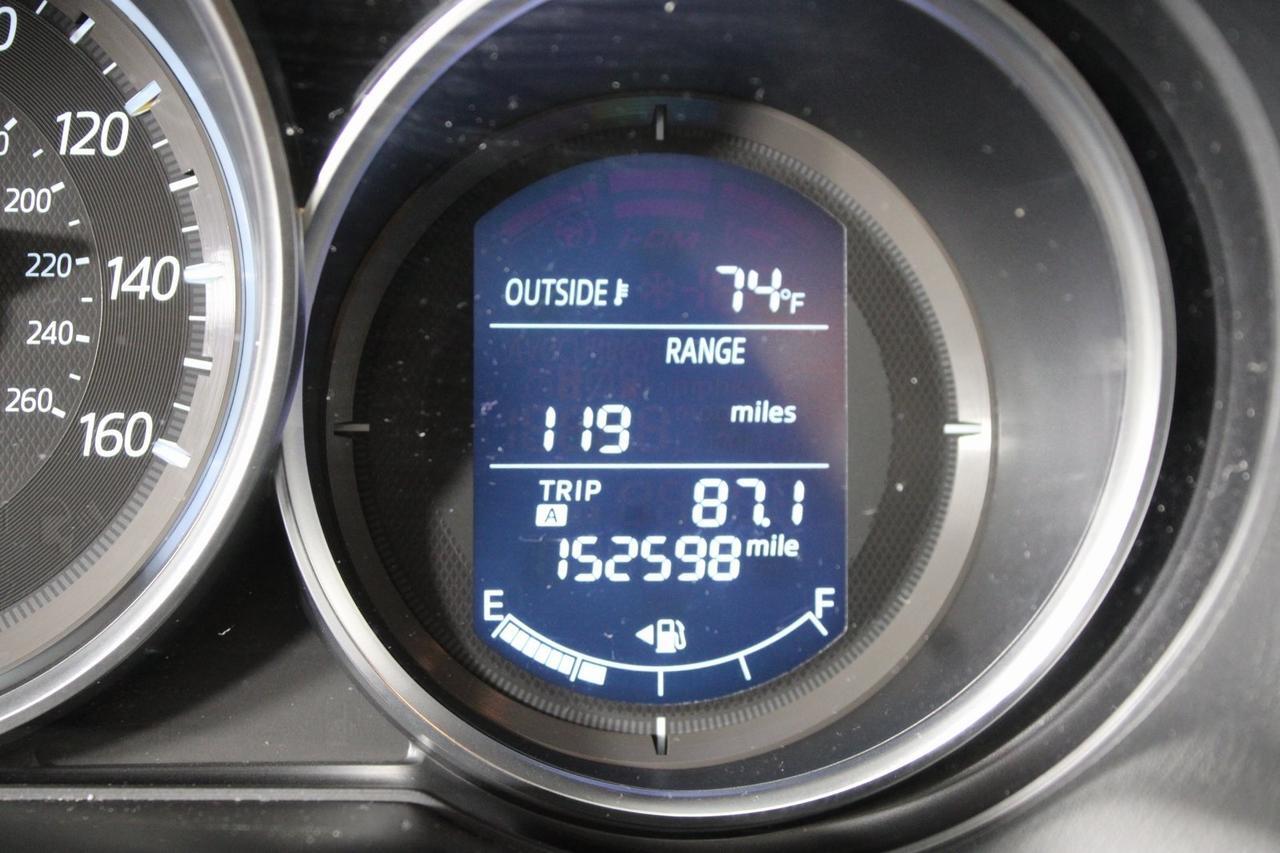 120
200
220
140
240
260
160
OUTSIDE 74°F
RANGE
119 miles
TRIP 87.1
A
152598 mile
E F